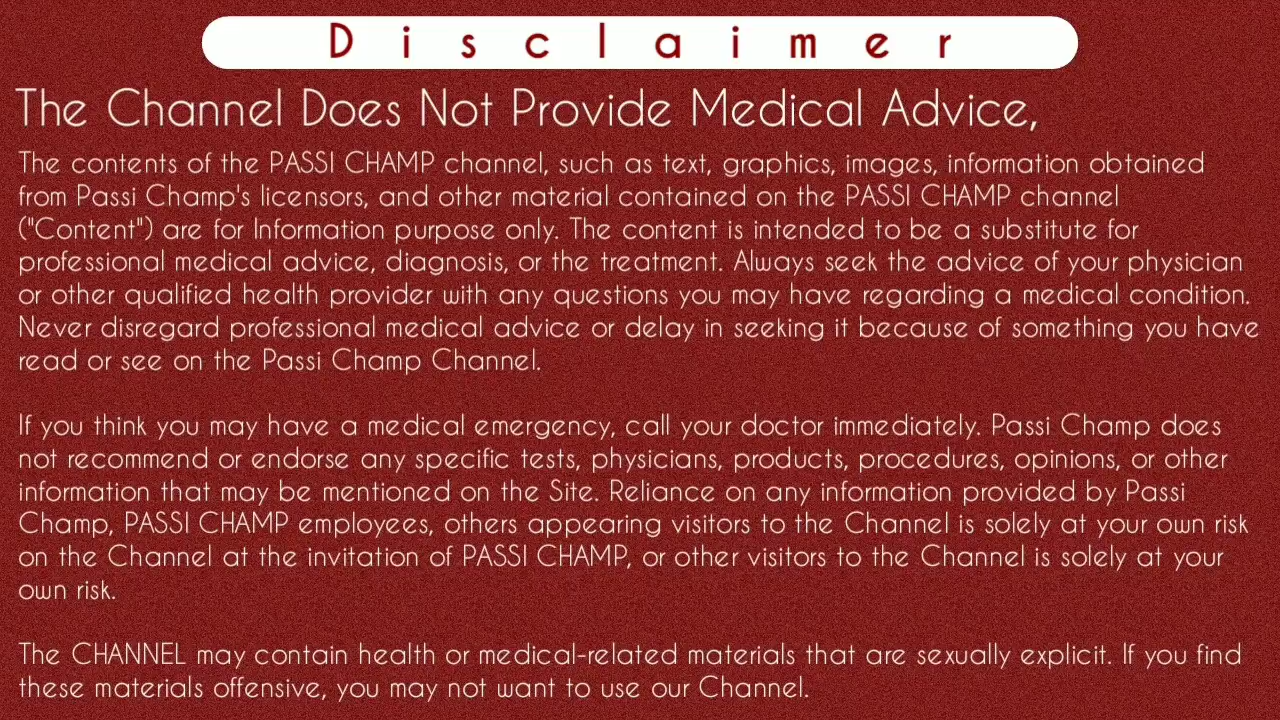 Disclaimer
The Channel Does Not Provide Medical Advice,
The contents of the PASSI CHAMP channel, such as text, graphics, images, information obtained
from Passi Champ's licensors, and other material contained on the PASSI CHAMP channel
("Content") are for Information purpose only. The content is intended to be a substitute for
professional medical advice, diagnosis, or the treatment. Always seek the advice of your physician
or other qualified health provider with any questions you may have regarding a medical condition.
Never disregard professional medical advice or delay in seeking it because of something you have
read or see on the Passi Champ Channel.
If you think you may have a medical emergency, call your doctor immediately. Passi Champ does
not recommend or endorse any specific tests, physicians, products, procedures, opinions, or other
information that may be mentioned on the Site. Reliance on any information provided by Passi
Champ, PASSI CHAMP employees, others appearing visitors to the Channel is solely at your own risk
on the Channel at the invitation of PASSI CHAMP, or other visitors to the Channel is solely at your
own risk.
The CHANNEL may contain health or medical-related materials that are sexually explicit. If you find
these materials offensive, you may not want to use our Channel.